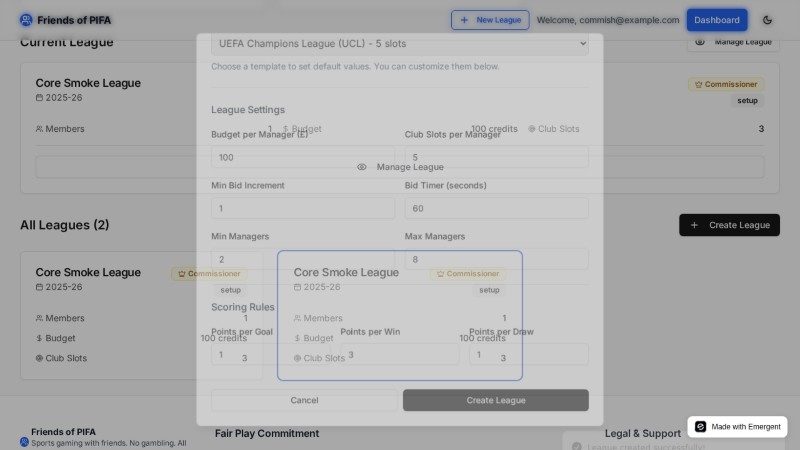 Friends of PIFA
New League
Welcome, commish@example.com
Dashboard
Current League
Manage League
UEFA Champions League (UCL) - 5 slots
Choose a template to set default values. You can customize them below.
Core Smoke League
2025-26
Commissioner
setup
League Settings
Members
1
Budget
100 credits
Club Slots
3
Budget per Manager (£)
Club Slots per Manager
100
5
Manage League
Min Bid Increment
Bid Timer (seconds)
1
60
All Leagues (2)
Create League
Min Managers
Max Managers
2
8
Core Smoke League
Commissioner
2025-26
setup
Members
1
Budget
100 credits
Club Slots
3
Core Smoke League
Commissioner
2025-26
setup
Members
1
Budget
100 credits
Club Slots
3
Scoring Rules
Points per Goal
Points per Win
Points per Draw
1
3
1
Cancel
Create League
Friends of PIFA
Sports gaming with friends. No gambling. All
Fair Play Commitment
Legal & Support
League created successfully!
Made with Emergent